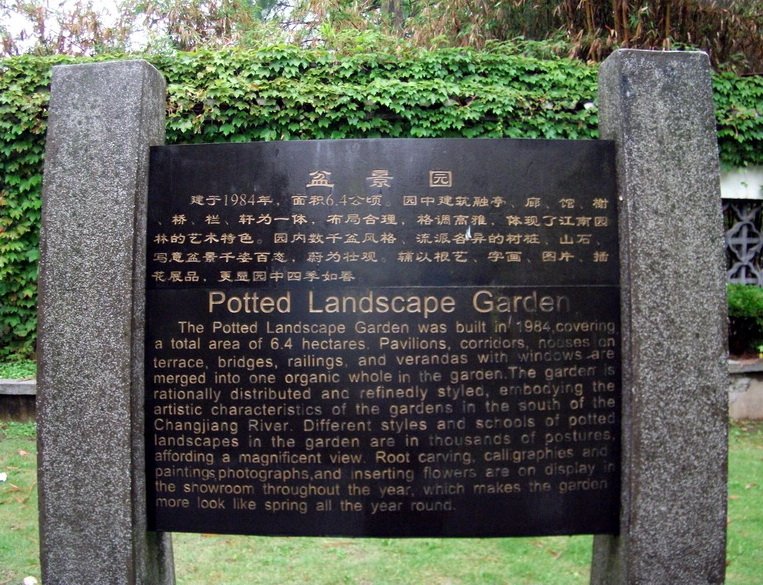 盆景园
建于1984年，面积6.4公顷。园中建筑融亭、廊、馆、榭
、桥、栏、轩为一体，布局合理，格调高雅，体现了江南园
林的艺术特色。园内数千盆风格、流派各异的树桩、山石、
写意盆景千姿百态，蔚为壮观。辅以根艺、字画、图片、插
花展品，更显园中四季如春
Potted Landscape Garden
The Potted Landscape Garden was built in 1984,covering
a total area of 6.4 hectares. Pavilions, corridors, houses on
terrace, bridges, railings, and verandas with windows are
merged into one organic whole in the garden.The garden is
rationally distributed and refinedly styled, embodying the
artistic characteristics of the gardens in the south of the
Changjiang River. Different styles and schools of potted
landscapes in the garden are in thousands of postures,
affording a magnificent view. Root carving, calligraphies and
paintings,photographs,and inserting flowers are on display in
the snowroom throughout the year, which makes the garden
more look like spring all the year round.